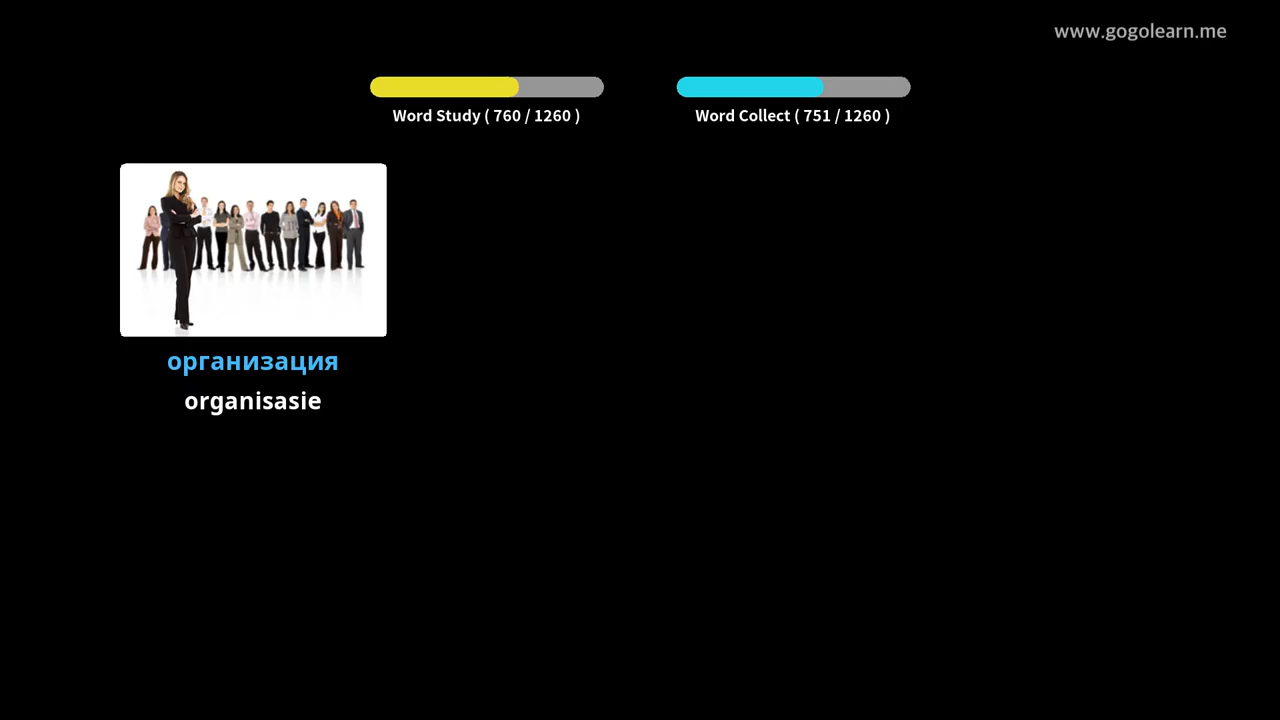 www.gogolearn.me
Word Study ( 760 / 1260 )
Word Collect ( 751 / 1260 )
организация
organisasie